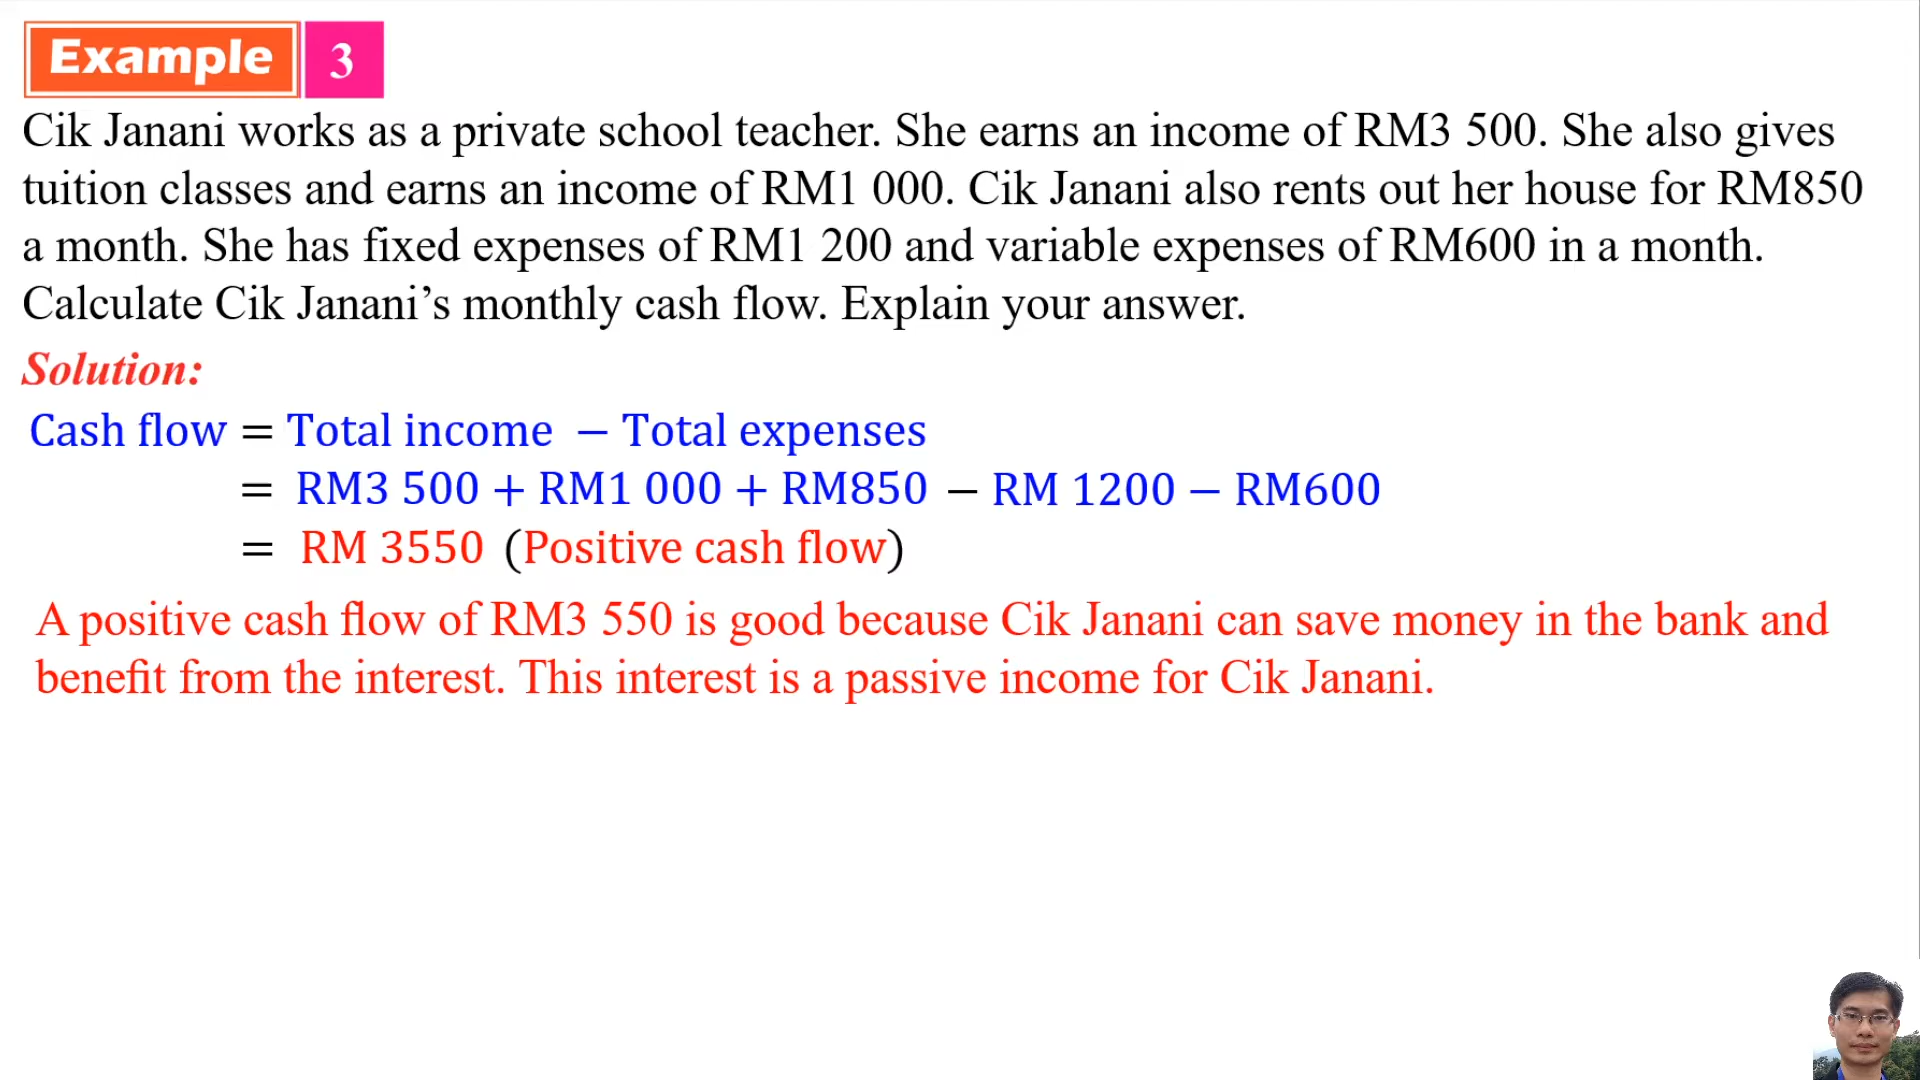 Example 3
Cik Janani works as a private school teacher. She earns an income of RM3 500. She also gives
tuition classes and earns an income of RM1 000. Cik Janani also rents out her house for RM850
a month. She has fixed expenses of RM1 200 and variable expenses of RM600 in a month.
Calculate Cik Janani’s monthly cash flow. Explain your answer.
Solution:
Cash flow = Total income − Total expenses
= RM3 500 + RM1 000 + RM850 − RM 1200 − RM600
= RM 3550 (Positive cash flow)
A positive cash flow of RM3 550 is good because Cik Janani can save money in the bank and
benefit from the interest. This interest is a passive income for Cik Janani.